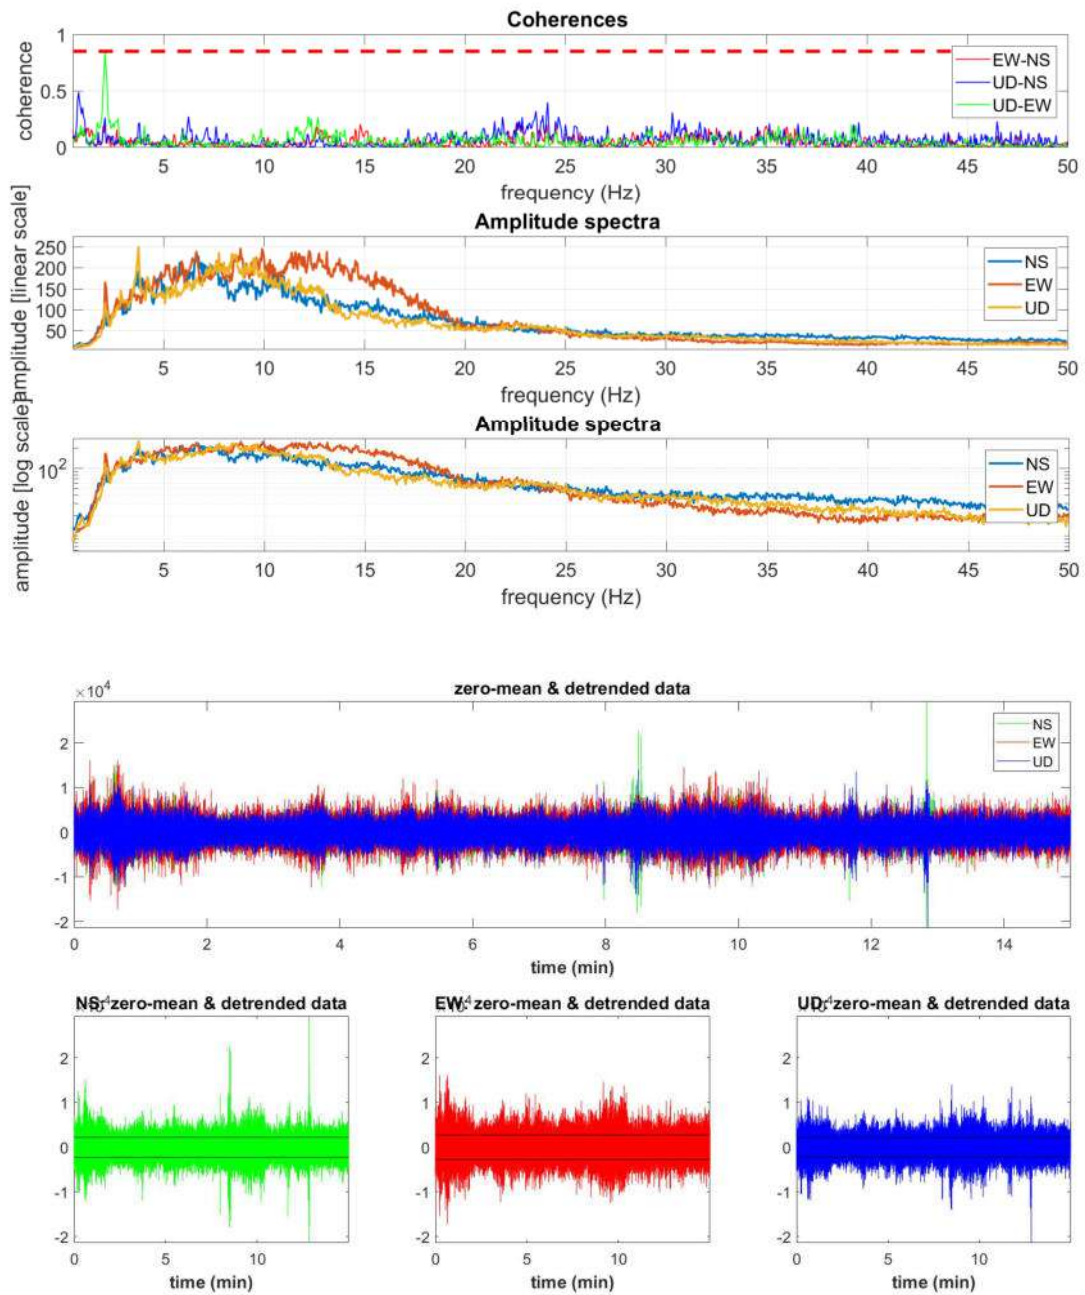 Coherences
1
0.5
0
coherence
EW-NS
UD-NS
UD-EW
5 10 15 20 25 30 35 40 45 50
frequency (Hz)
Amplitude spectra
250
200
150
100
50
amplitude [linear scale]
NS
EW
UD
5 10 15 20 25 30 35 40 45 50
frequency (Hz)
Amplitude spectra
10²
amplitude [log scale]
NS
EW
UD
5 10 15 20 25 30 35 40 45 50
frequency (Hz)
zero-mean & detrended data
×10⁴
2
1
0
-1
-2
NS
EW
UD
0 2 4 6 8 10 12 14
time (min)
NS: zero-mean & detrended data
×10⁴
2
1
0
-1
-2
0 5 10
time (min)
EW: zero-mean & detrended data
×10⁴
2
1
0
-1
-2
0 5 10
time (min)
UD: zero-mean & detrended data
×10⁴
2
1
0
-1
-2
0 5 10
time (min)